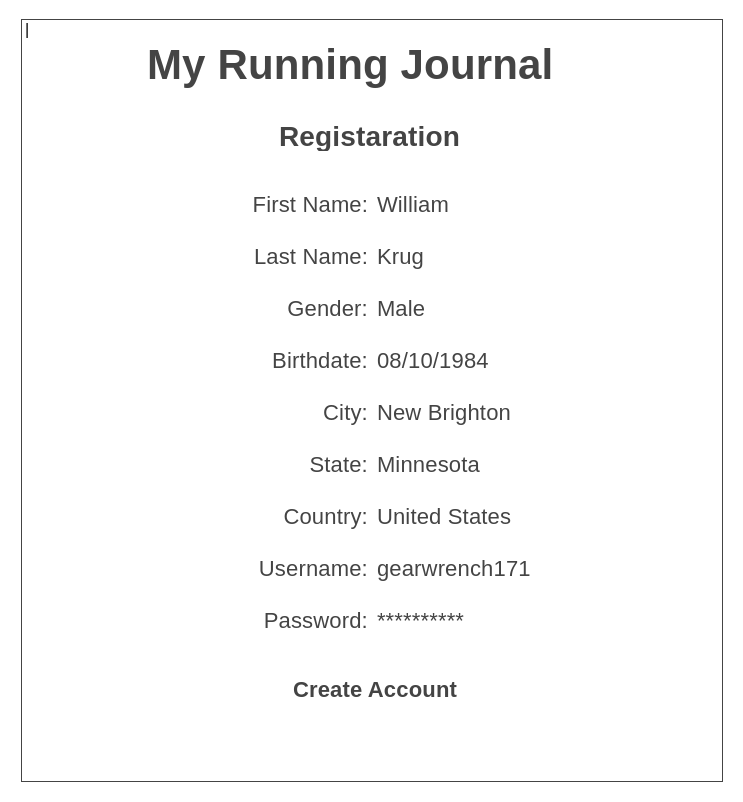 My Running Journal
Registaration
First Name: William
Last Name: Krug
Gender: Male
Birthdate: 08/10/1984
City: New Brighton
State: Minnesota
Country: United States
Username: gearwrench171
Password: **********
Create Account